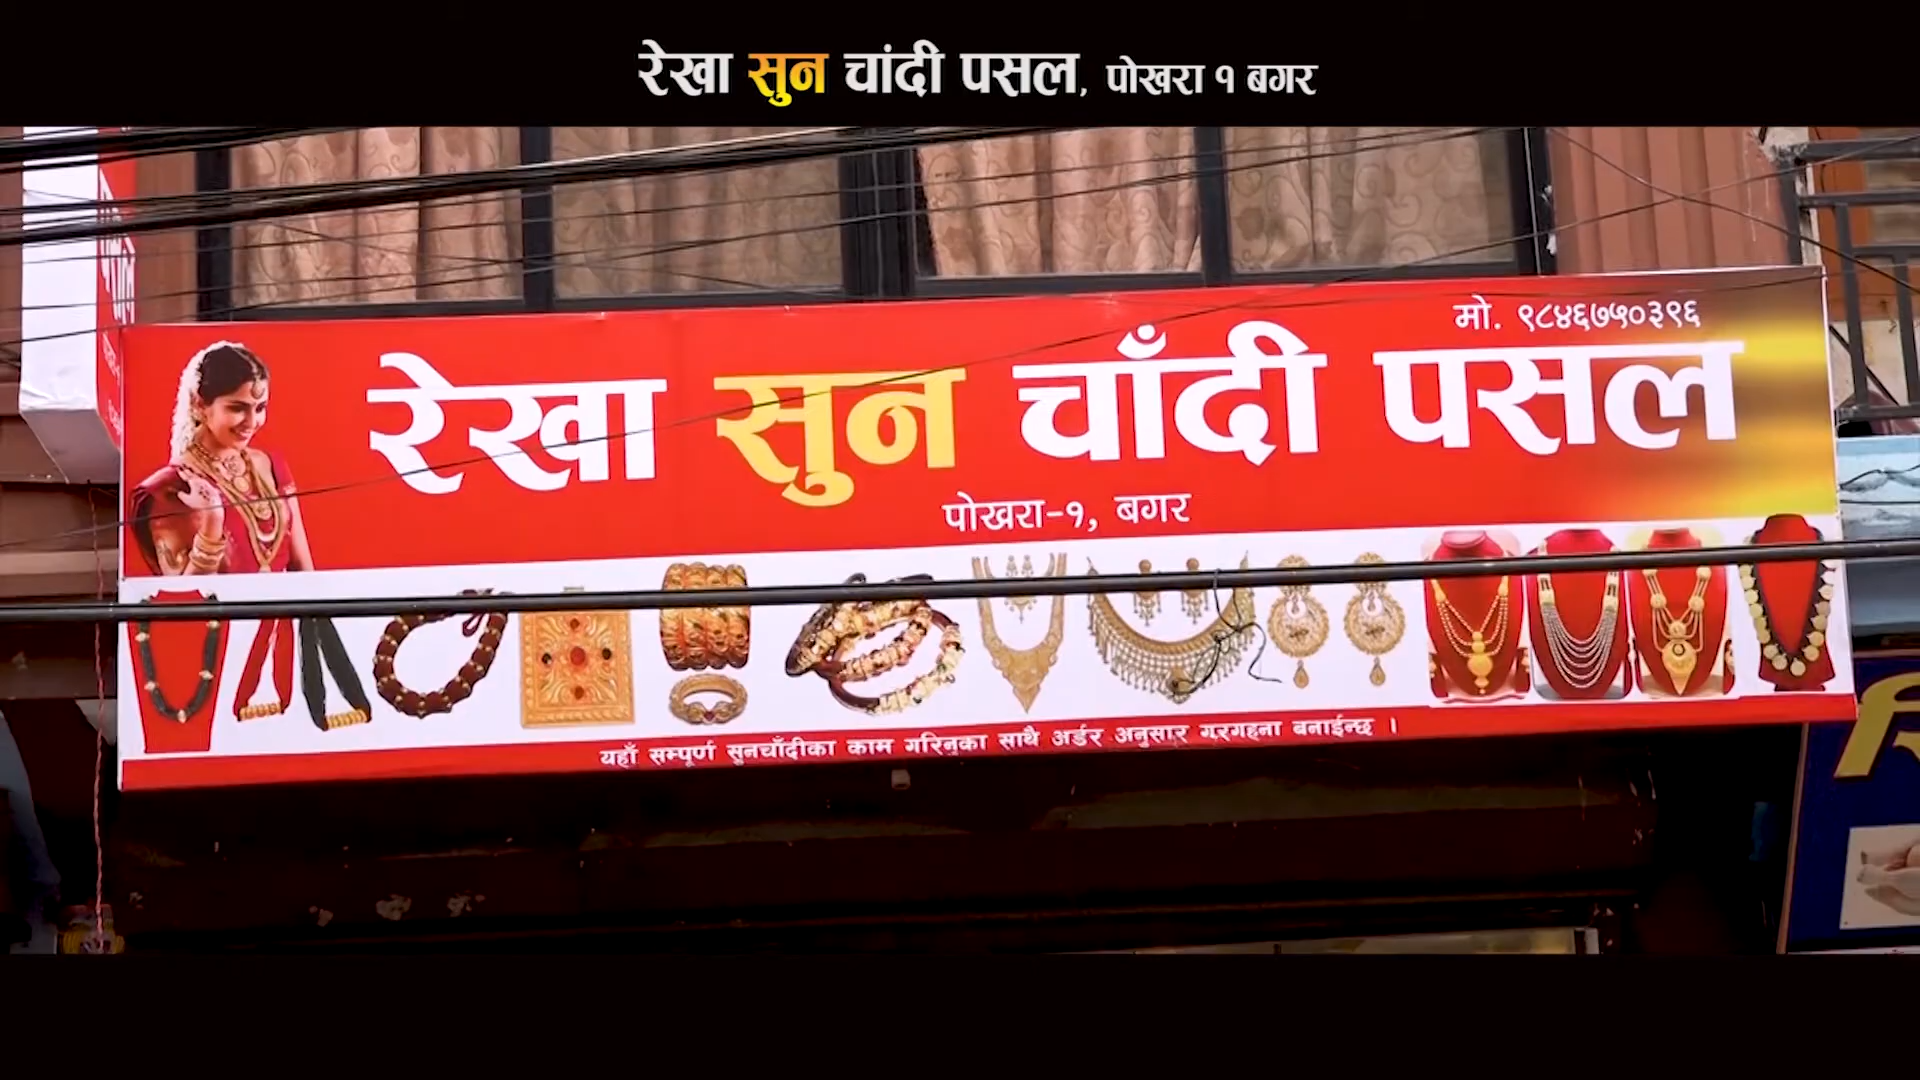 रेखा सुन चांदी पसल, पोखरा १ बगर
मो. ९८४६७५०३९६
रेखा सुन चाँदी पसल
पोखरा-१, बगर
यहाँ सम्पूर्ण सुनचाँदीका काम गरिनुका साथै अर्डर अनुसार गरगहना बनाईन्छ ।